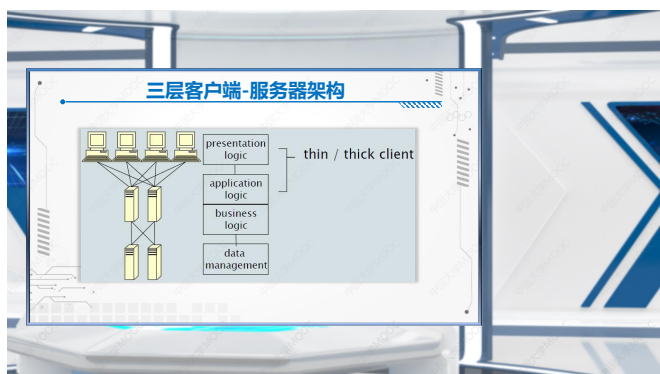 三层客户端-服务器架构
presentation
logic
thin / thick client
application
logic
business
logic
data
management